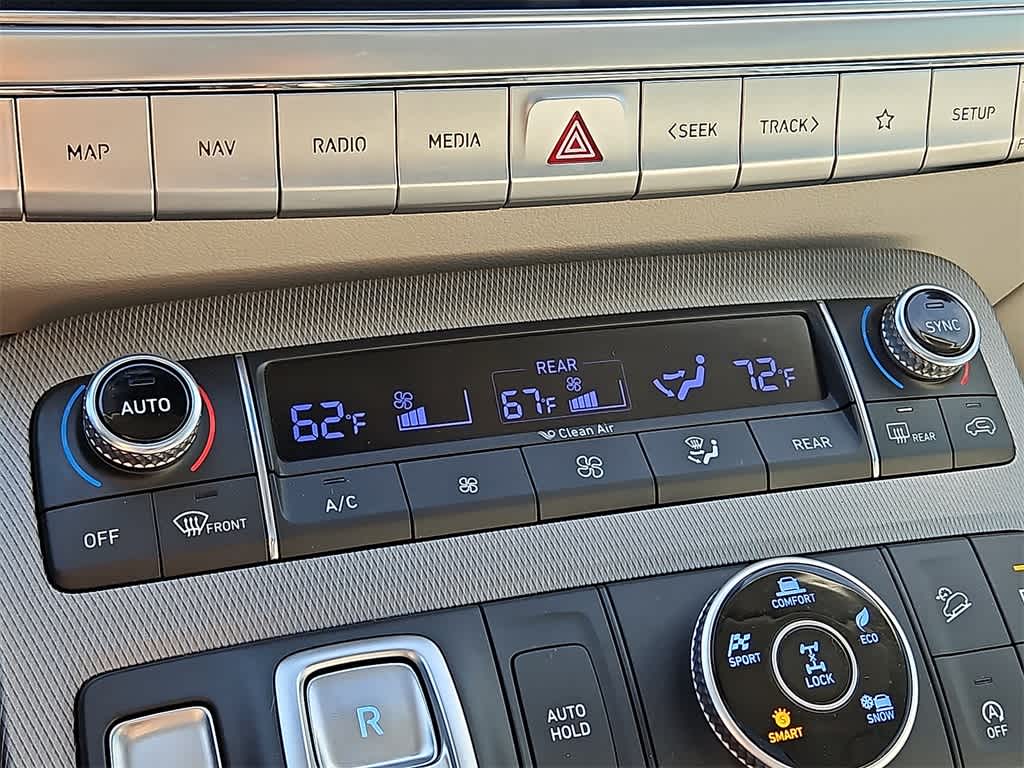 MAP NAV RADIO MEDIA <SEEK TRACK> SETUP
AUTO
62°F
REAR
67°F
72°F
SYNC
Clean Air
OFF
FRONT
A/C
REAR
REAR
COMFORT
ECO
SPORT
LOCK
SNOW
SMART
R
AUTO
HOLD
A
OFF